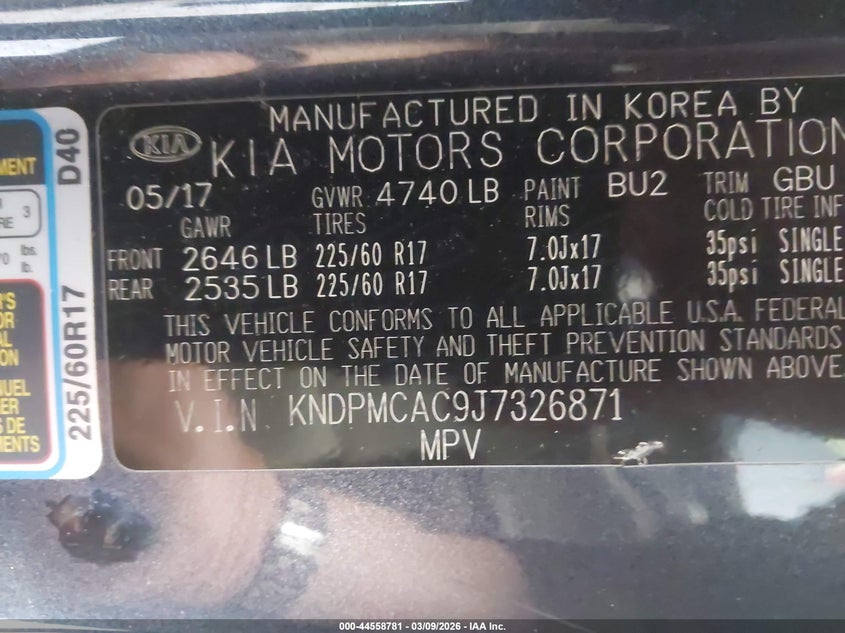 MANUFACTURED IN KOREA BY
KIA
KIA MOTORS CORPORATION
05/17 GVWR 4740 LB PAINT BU2 TRIM GBU
GAWR TIRES RIMS COLD TIRE INF
FRONT 2646 LB 225/60 R17 7.0Jx17 35psi SINGLE
REAR 2535 LB 225/60 R17 7.0Jx17 35psi SINGLE
THIS VEHICLE CONFORMS TO ALL APPLICABLE U.S.A. FEDERAL
MOTOR VEHICLE SAFETY AND THEFT PREVENTION STANDARDS
IN EFFECT ON THE DATE OF MANUFACTURE SHOWN ABOVE.
V.I.N KNDPMCAC9J7326871
MPV
D40
225/60R17
MENT
3
lbs.
lb.
000-44558781 - 03/09/2026 - IAA Inc.